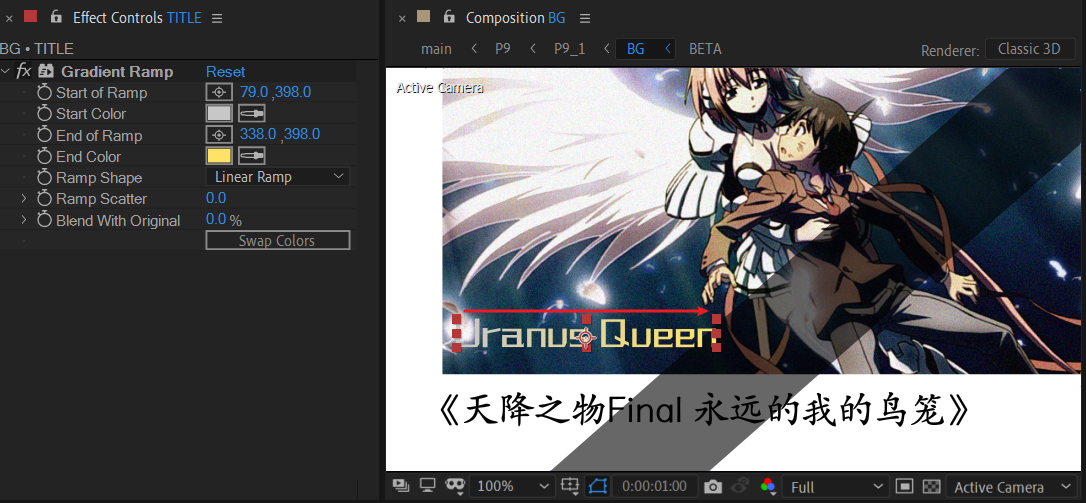 Effect Controls TITLE
BG • TITLE
fx Gradient Ramp Reset
Start of Ramp 79.0 ,398.0
Start Color
End of Ramp 338.0 ,398.0
End Color
Ramp Shape Linear Ramp
Ramp Scatter 0.0
Blend With Original 0.0 %
Swap Colors
Composition BG
main P9 P9_1 BG BETA
Renderer: Classic 3D
Active Camera
Uranus Queen
《天降之物Final 永远的我的鸟笼》
100% 0:00:01:00 Full Active Camera